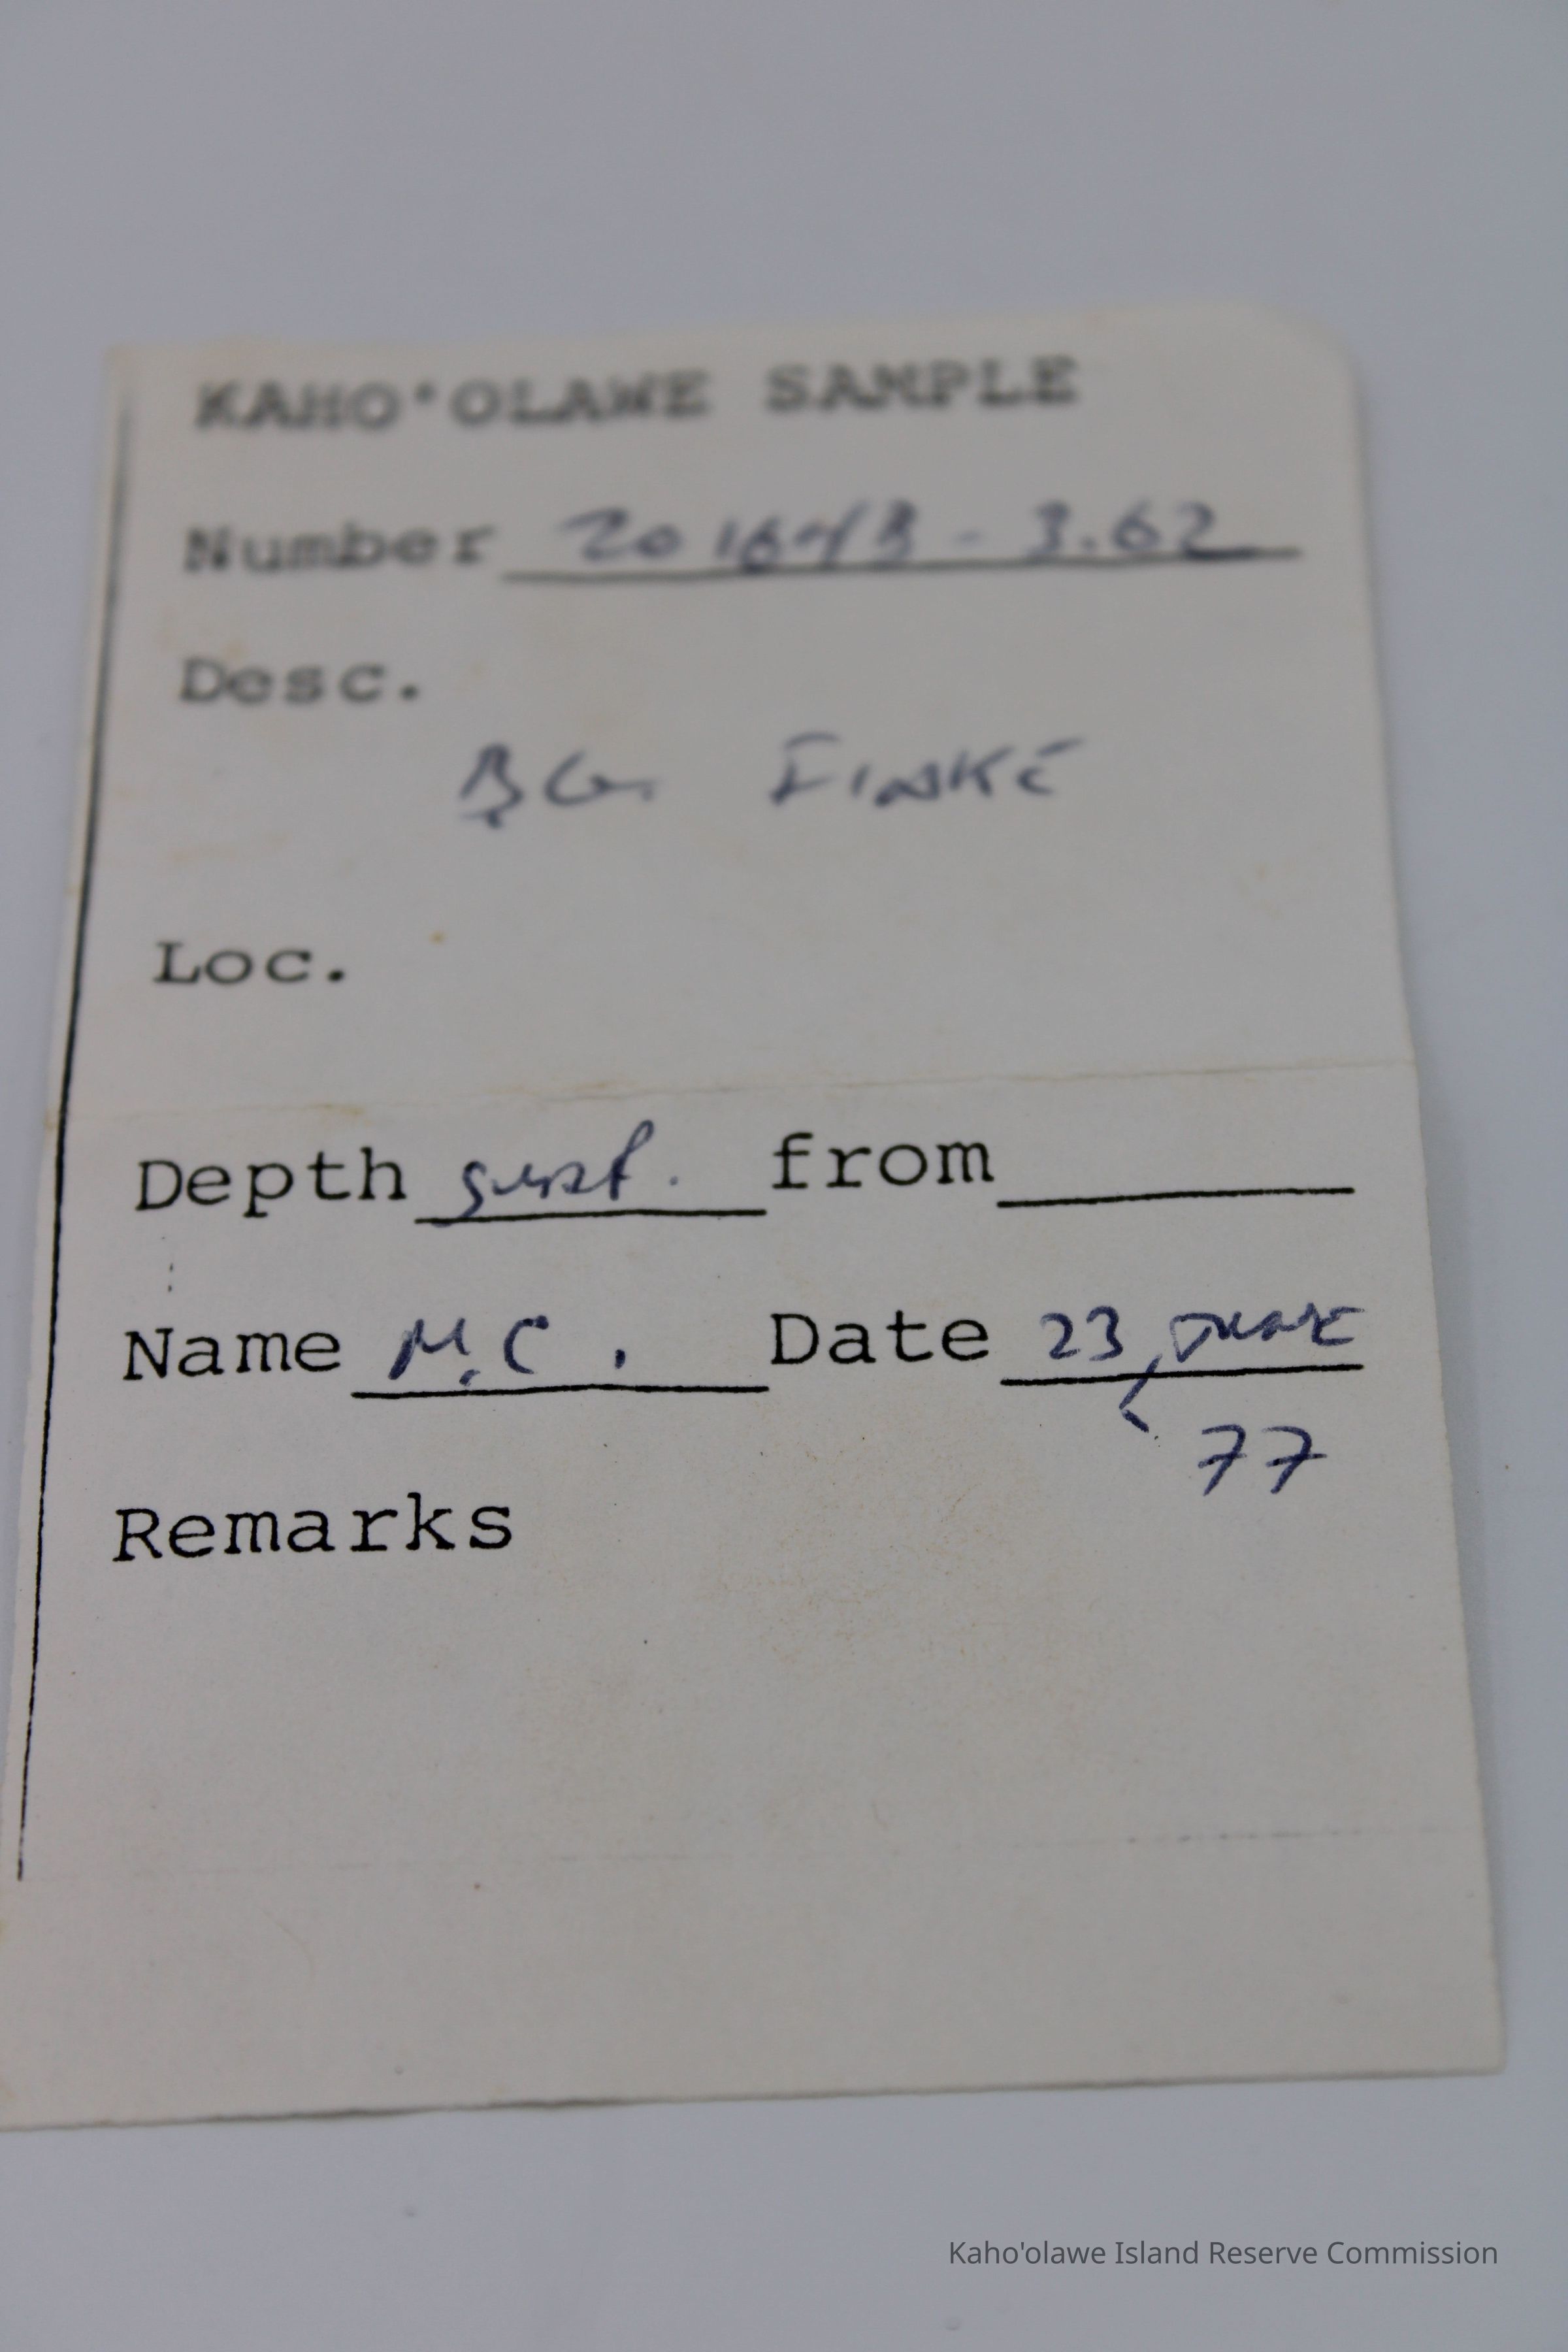 KAHO'OLAWE SAMPLE
Number - 3.62
Desc.
BG. FLAKE
Loc.
Depth surf. from
Name M.C. Date 23 JUNE
77
Remarks
Kaho'olawe Island Reserve Commission